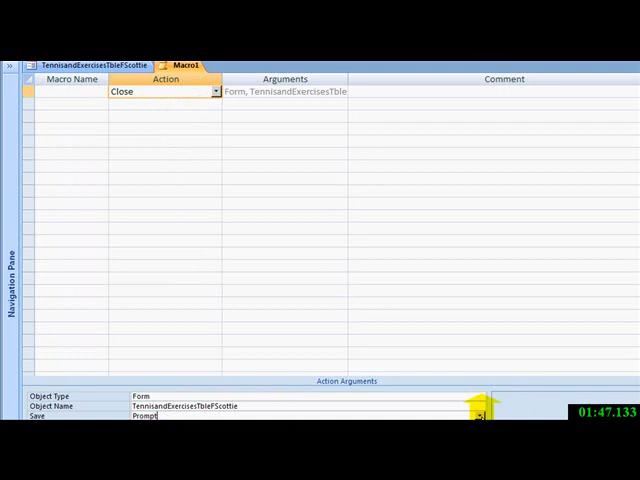 » TennisandExercisesTbleFScottie Macro1
Macro Name Action Arguments Comment
Close Form, TennisandExercisesTble
Navigation Pane
Action Arguments
Object Type Form
Object Name TennisandExercisesTbleFScottie
Save Prompt
01:47.133